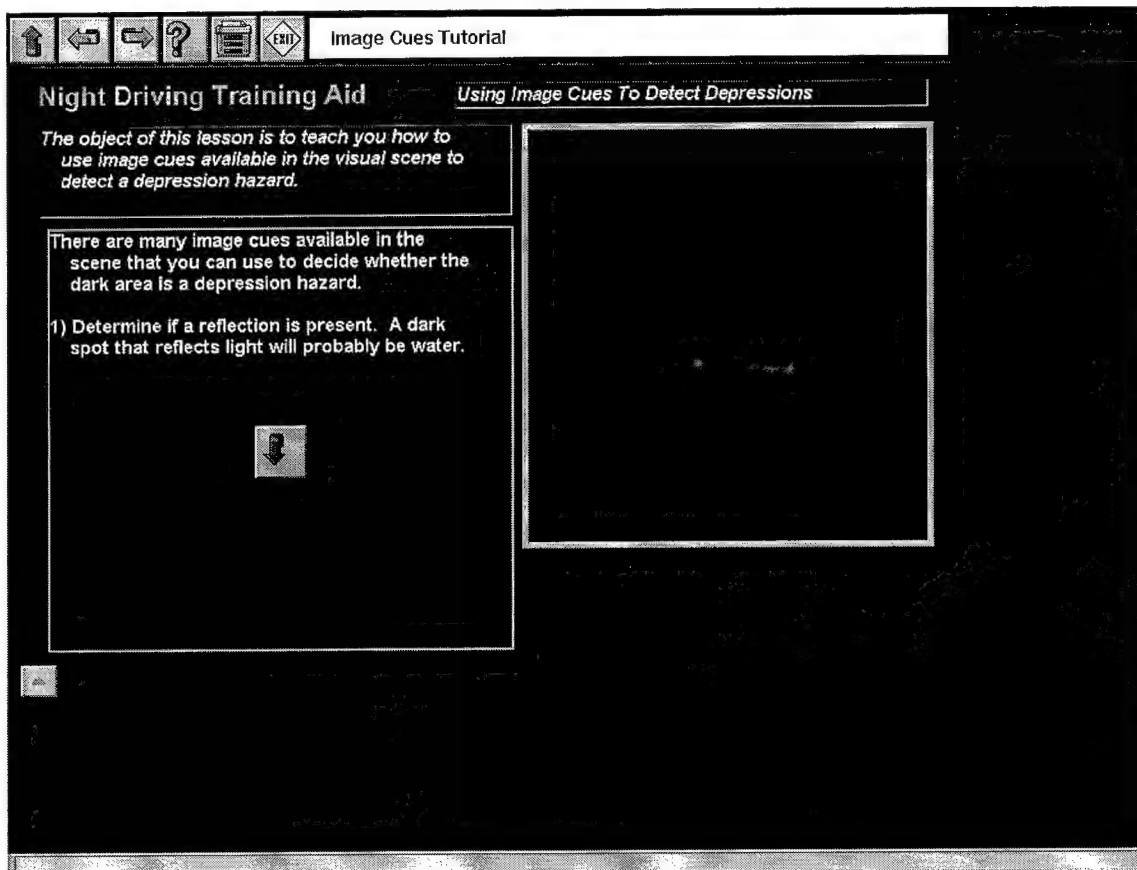 EXIT
Image Cues Tutorial
Night Driving Training Aid
Using Image Cues To Detect Depressions
The object of this lesson is to teach you how to
use image cues available in the visual scene to
detect a depression hazard.
There are many image cues available in the
scene that you can use to decide whether the
dark area is a depression hazard.
1) Determine if a reflection is present. A dark
spot that reflects light will probably be water.